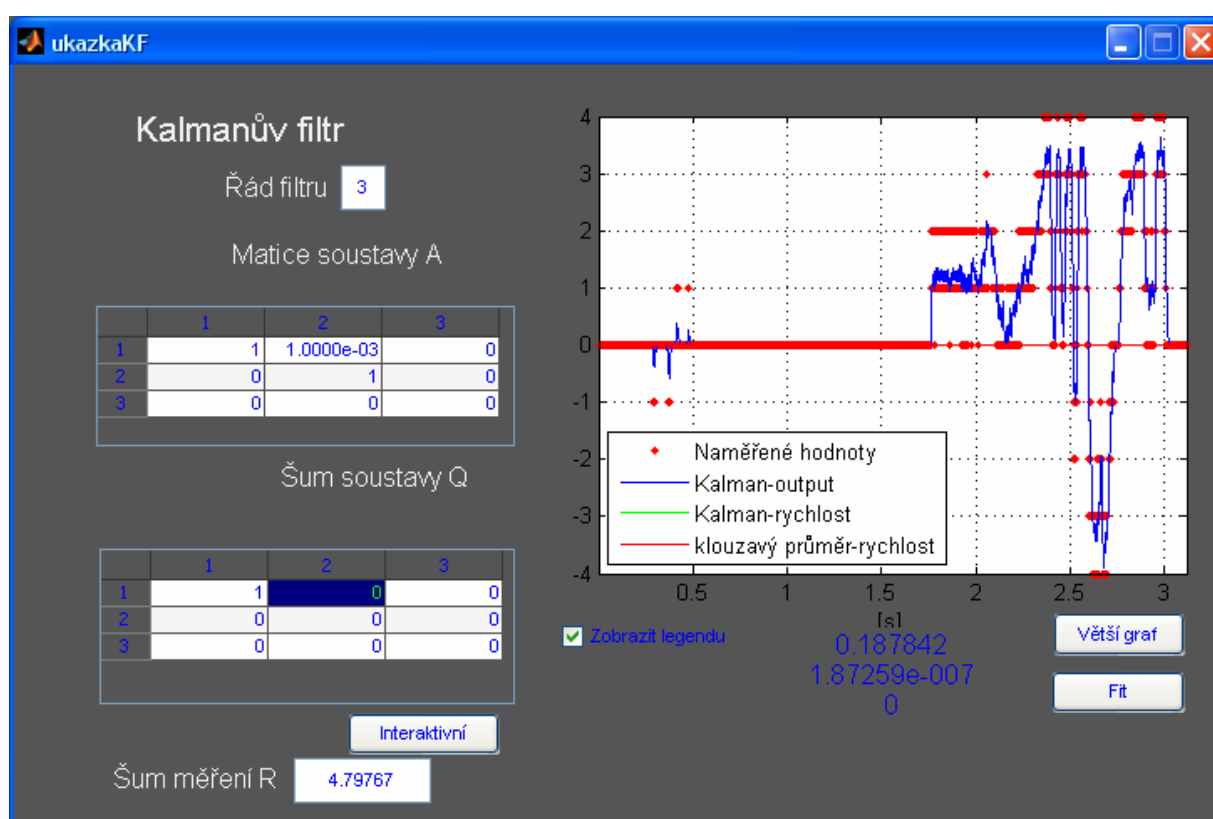 ukazkaKF
Kalmanův filtr
Řád filtru 3
Matice soustavy A
1 2 3
1 1 1.0000e-03 0
2 0 1 0
3 0 0 0
Šum soustavy Q
1 2 3
1 1 0 0
2 0 0 0
3 0 0 0
Interaktivní
Šum měření R 4.79767
4
3
2
1
0
-1
-2
-3
-4
Naměřené hodnoty
Kalman-output
Kalman-rychlost
klouzavý průměr-rychlost
0.5 1 1.5 2 2.5 3
[s]
Zobrazit legendu
0.187842
1.87259e-007
0
Větší graf
Fit